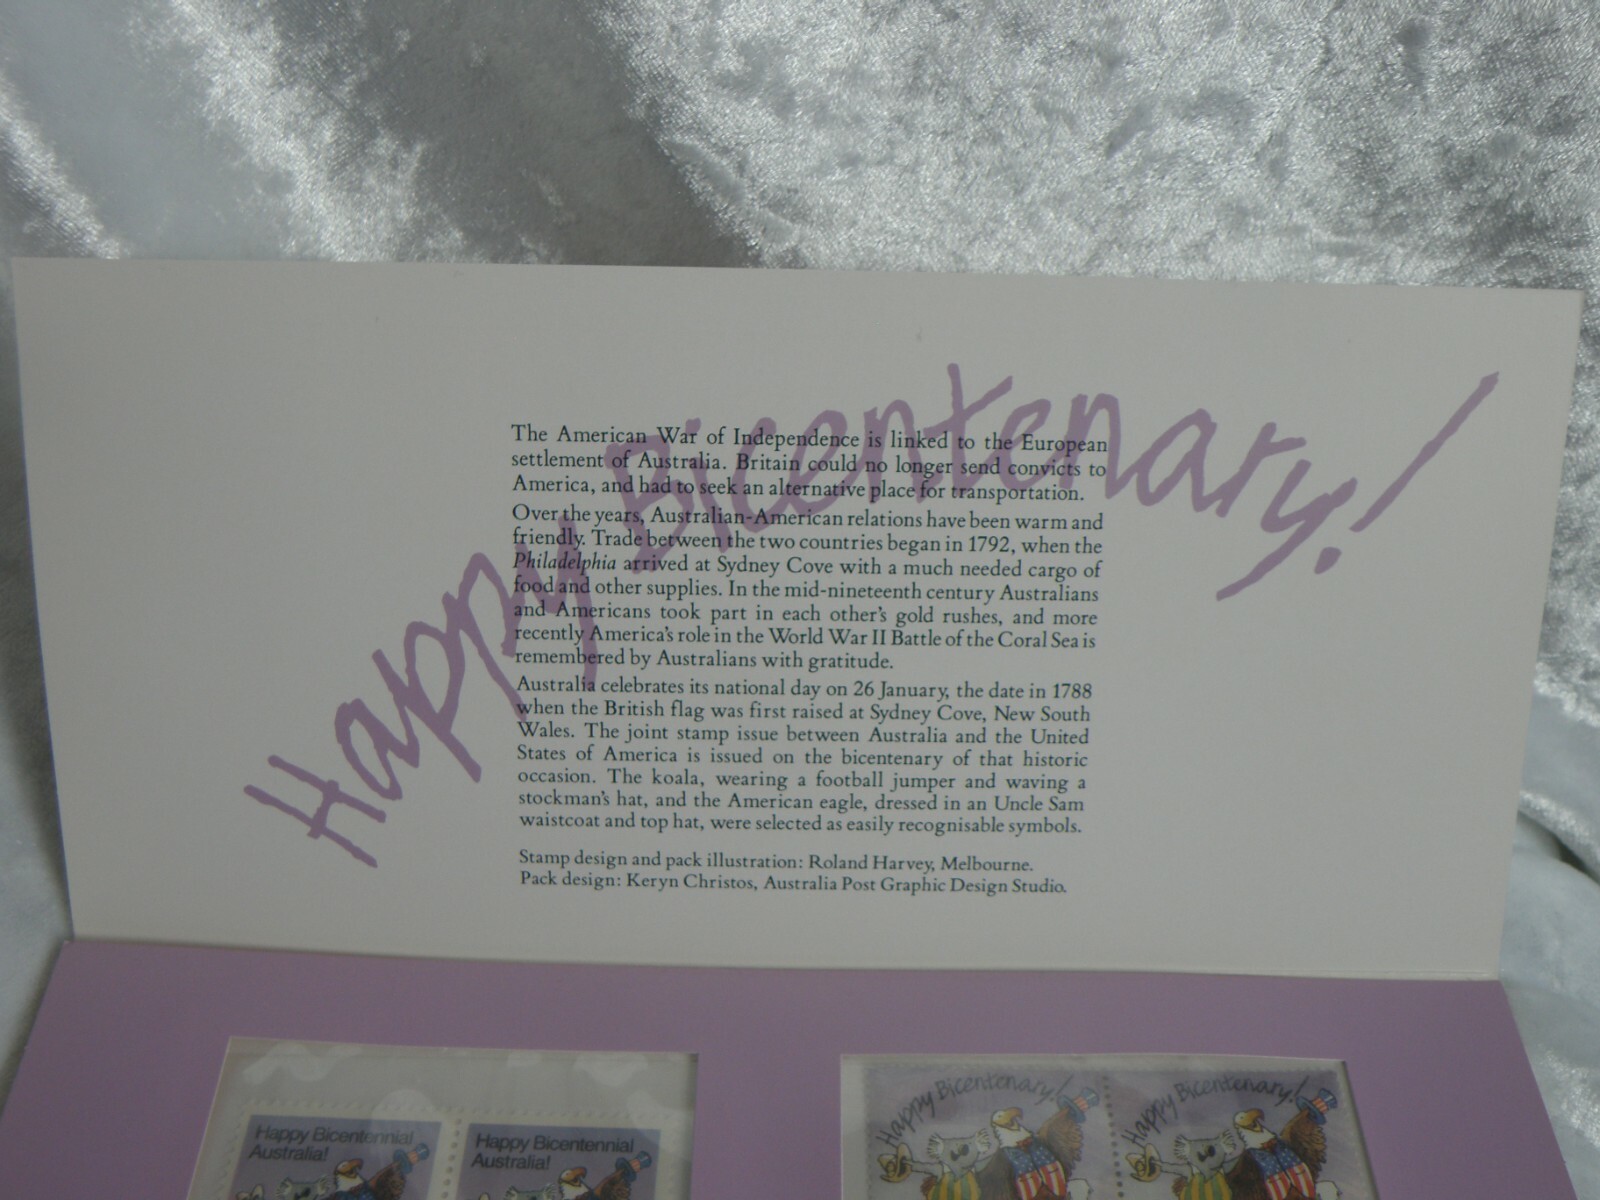 Happy Bicentenary!
The American War of Independence is linked to the European
settlement of Australia. Britain could no longer send convicts to
America, and had to seek an alternative place for transportation.
Over the years, Australian-American relations have been warm and
friendly. Trade between the two countries began in 1792, when the
Philadelphia arrived at Sydney Cove with a much needed cargo of
food and other supplies. In the mid-nineteenth century Australians
and Americans took part in each other's gold rushes, and more
recently America's role in the World War II Battle of the Coral Sea is
remembered by Australians with gratitude.
Australia celebrates its national day on 26 January, the date in 1788
when the British flag was first raised at Sydney Cove, New South
Wales. The joint stamp issue between Australia and the United
States of America is issued on the bicentenary of that historic
occasion. The koala, wearing a football jumper and waving a
stockman's hat, and the American eagle, dressed in an Uncle Sam
waistcoat and top hat, were selected as easily recognisable symbols.
Stamp design and pack illustration: Roland Harvey, Melbourne.
Pack design: Keryn Christos, Australia Post Graphic Design Studio.
Happy Bicentennial
Australia!
Happy Bicentennial
Australia!
Happy Bicentenary!
Happy Bicentenary!